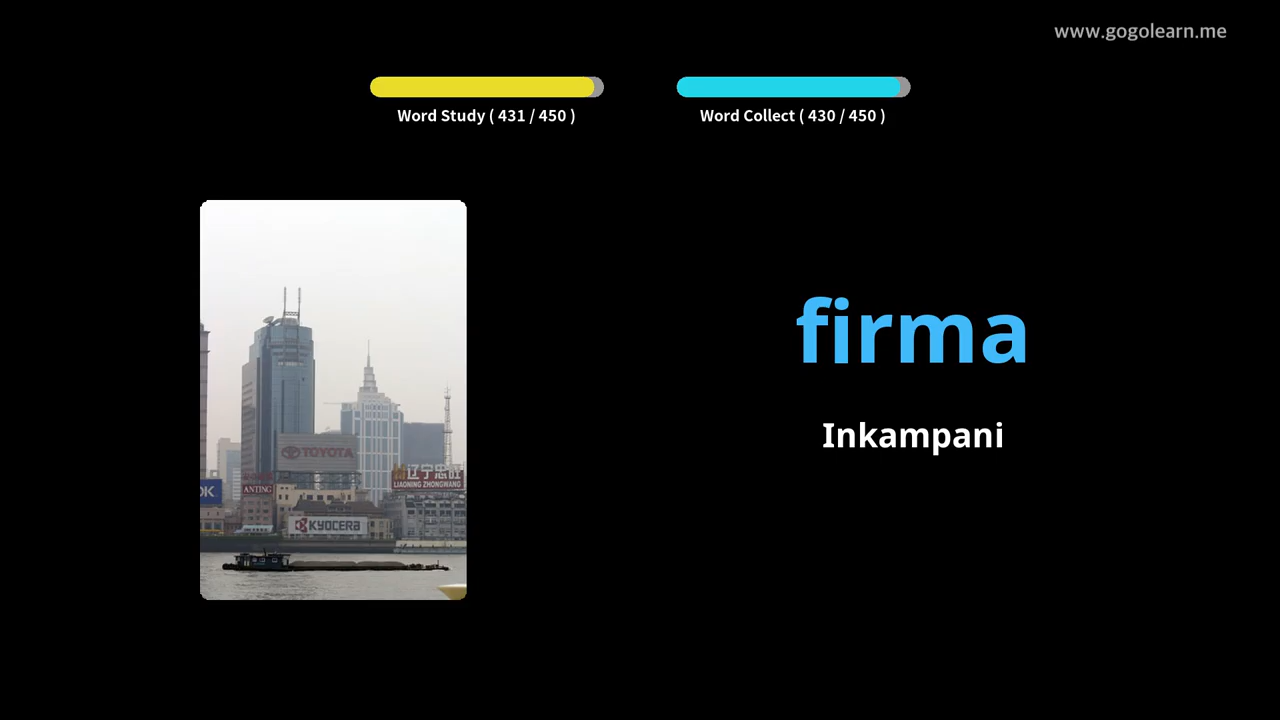 www.gogolearn.me
Word Study ( 431 / 450 )
Word Collect ( 430 / 450 )
firma
Inkampani
TOYOTA
辽宁忠旺
LIAONING ZHONGWANG
ANTING
KYOCERA